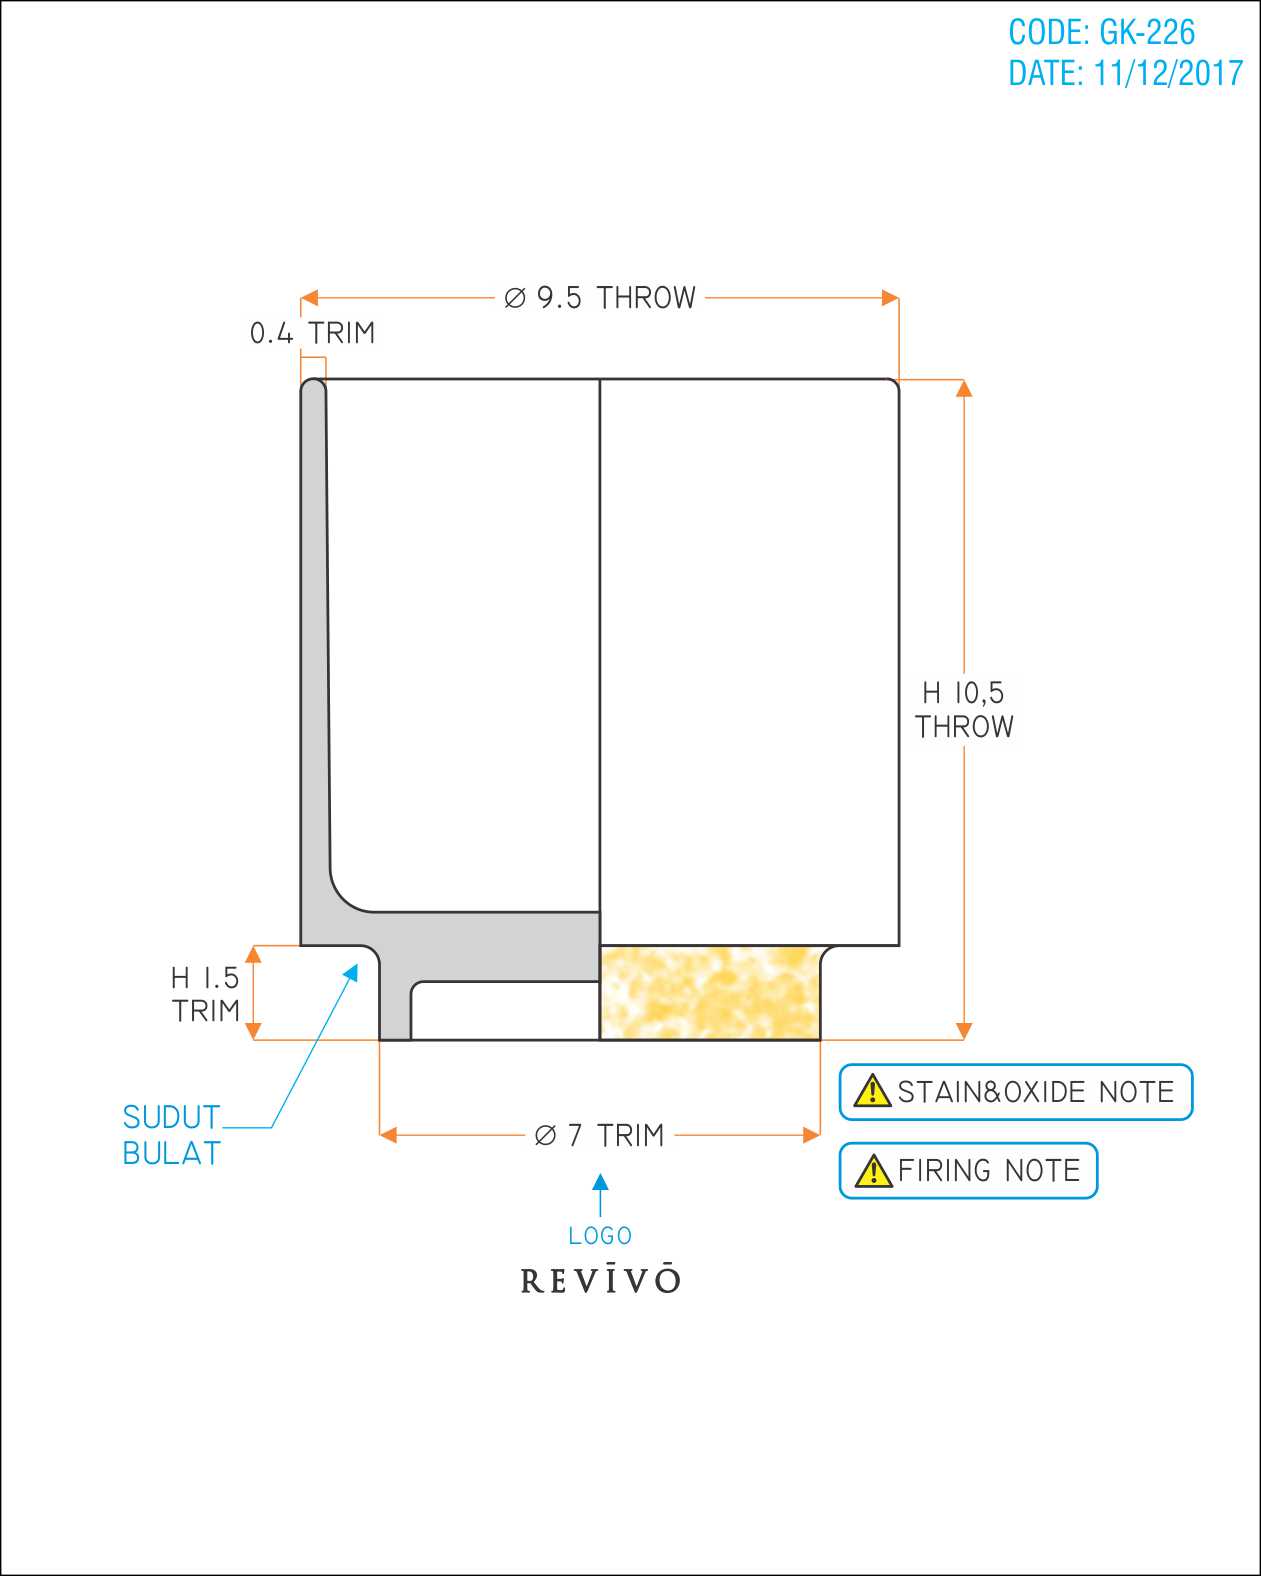 CODE: GK-226
DATE: 11/12/2017
Ø 9.5 THROW
0.4 TRIM
H 10,5
THROW
H 1.5
TRIM
SUDUT
BULAT
Ø 7 TRIM
STAIN&OXIDE NOTE
FIRING NOTE
LOGO
REVĪVŌ